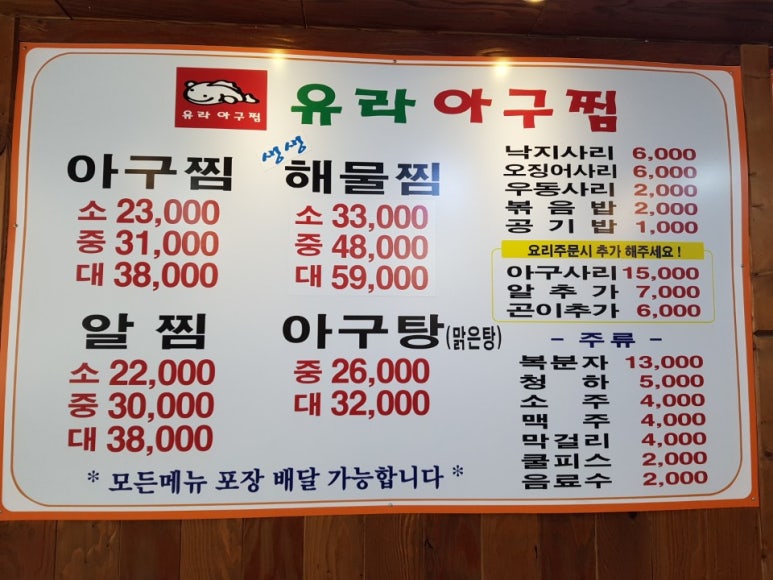 유라 아구찜
유라 아구찜
아구찜
소 23,000
중 31,000
대 38,000
생생
해물찜
소 33,000
중 48,000
대 59,000
알 찜
소 22,000
중 30,000
대 38,000
아구탕(맑은탕)
중 26,000
대 32,000
낙지사리 6,000
오징어사리 6,000
우동사리 2,000
볶음밥 2,000
공기밥 1,000
요리주문시 추가 해주세요!
아구사리 15,000
알 추 가 7,000
곤이추가 6,000
- 주류 -
복분자 13,000
청 하 5,000
소 주 4,000
맥 주 4,000
막걸리 4,000
쿨피스 2,000
음료수 2,000
* 모든메뉴 포장 배달 가능합니다 *